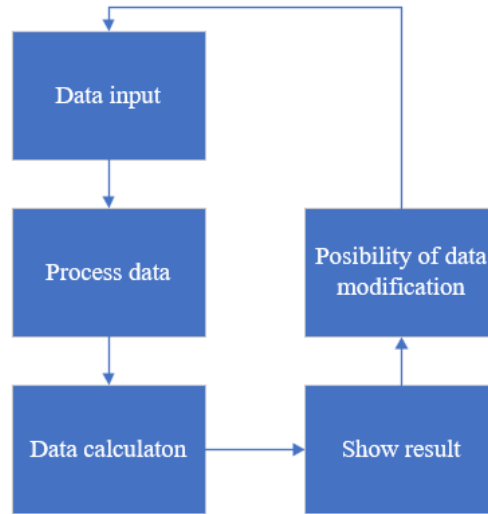 Data input
Process data
Data calculaton
Show result
Posibility of data
modification